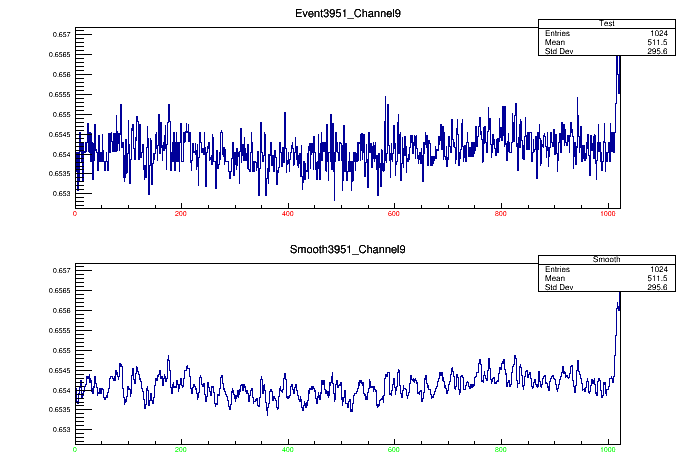 Event3951_Channel9
Test
Entries 1024
Mean 511.5
Std Dev 295.6
0.657
0.6565
0.656
0.6555
0.655
0.6545
0.654
0.6535
0.653
0 200 400 600 800 1000
Smooth3951_Channel9
Smooth
Entries 1024
Mean 511.5
Std Dev 295.6
0.657
0.6565
0.656
0.6555
0.655
0.6545
0.654
0.6535
0.653
0 200 400 600 800 1000